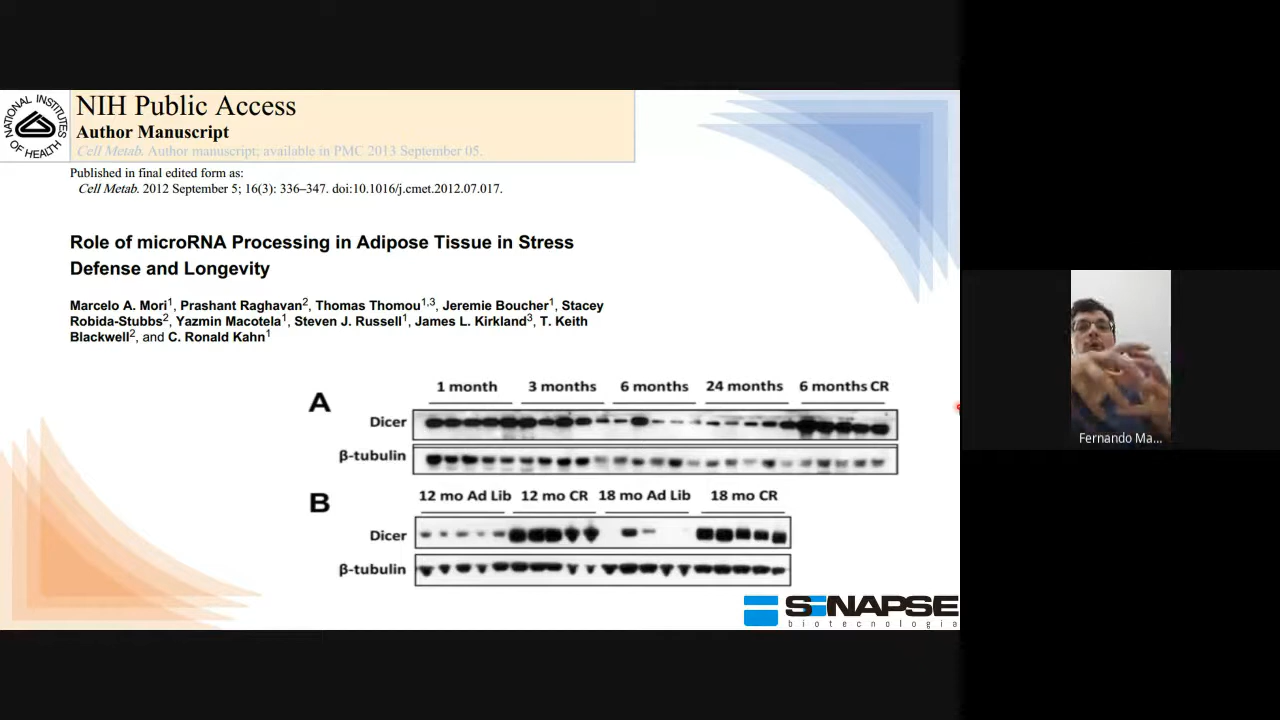 NATIONAL INSTITUTES OF HEALTH
NIH Public Access
Author Manuscript
Cell Metab. Author manuscript; available in PMC 2013 September 05.
Published in final edited form as:
Cell Metab. 2012 September 5; 16(3): 336–347. doi:10.1016/j.cmet.2012.07.017.
Role of microRNA Processing in Adipose Tissue in Stress
Defense and Longevity
Marcelo A. Mori1, Prashant Raghavan2, Thomas Thomou1,3, Jeremie Boucher1, Stacey
Robida-Stubbs2, Yazmin Macotela1, Steven J. Russell1, James L. Kirkland3, T. Keith
Blackwell2, and C. Ronald Kahn1
A
1 month 3 months 6 months 24 months 6 months CR
Dicer
β-tubulin
B
12 mo Ad Lib 12 mo CR 18 mo Ad Lib 18 mo CR
Dicer
β-tubulin
SINAPSE
biotecnologia
Fernando Ma...